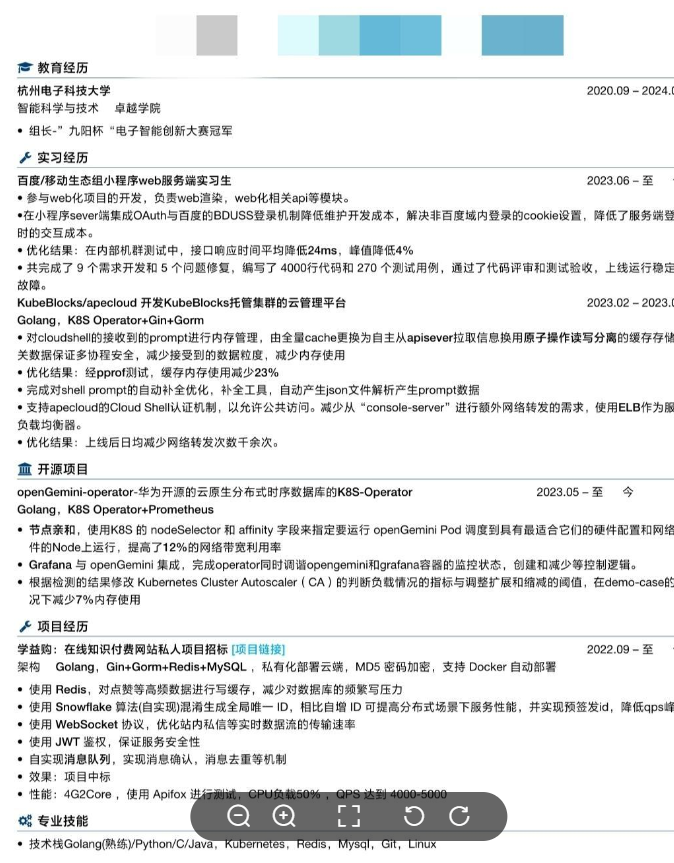 教育经历
杭州电子科技大学 2020.09 – 2024.0
智能科学与技术 卓越学院
• 组长-”九阳杯“电子智能创新大赛冠军
实习经历
百度/移动生态组小程序web服务端实习生 2023.06 – 至
• 参与web化项目的开发，负责web渲染，web化相关api等模块。
•在小程序sever端集成OAuth与百度的BDUSS登录机制降低维护开发成本，解决非百度域内登录的cookie设置，降低了服务端登
时的交互成本。
• 优化结果：在内部机群测试中，接口响应时间平均降低24ms，峰值降低4%
• 共完成了 9 个需求开发和 5 个问题修复，编写了 4000行代码和 270 个测试用例，通过了代码评审和测试验收，上线运行稳定
故障。
KubeBlocks/apecloud 开发KubeBlocks托管集群的云管理平台 2023.02 – 2023.0
Golang，K8S Operator+Gin+Gorm
• 对cloudshell的接收到的prompt进行内存管理，由全量cache更换为自主从apisever拉取信息换用原子操作读写分离的缓存存储
关数据保证多协程安全，减少接受到的数据粒度，减少内存使用
• 优化结果：经pprof测试，缓存内存使用减少23%
• 完成对shell prompt的自动补全优化，补全工具，自动产生json文件解析产生prompt数据
• 支持apecloud的Cloud Shell认证机制，以允许公共访问。减少从“console-server”进行额外网络转发的需求，使用ELB作为服
负载均衡器。
• 优化结果：上线后日均减少网络转发次数千余次。
开源项目
openGemini-operator-华为开源的云原生分布式时序数据库的K8S-Operator 2023.05 – 至 今
Golang，K8S Operator+Prometheus
• 节点亲和，使用K8S 的 nodeSelector 和 affinity 字段来指定要运行 openGemini Pod 调度到具有最适合它们的硬件配置和网络
件的Node上运行，提高了12%的网络带宽利用率
• Grafana 与 openGemini 集成，完成operator同时调谐opengemini和grafana容器的监控状态，创建和减少等控制逻辑。
• 根据检测的结果修改 Kubernetes Cluster Autoscaler（CA）的判断负载情况的指标与调整扩展和缩减的阈值，在demo-case的
况下减少7%内存使用
项目经历
学益购：在线知识付费网站私人项目招标 [项目链接] 2022.09 – 至
架构 Golang，Gin+Gorm+Redis+MySQL ，私有化部署云端，MD5 密码加密，支持 Docker 自动部署
• 使用 Redis，对点赞等高频数据进行写缓存，减少对数据库的频繁写压力
• 使用 Snowflake 算法(自实现)混淆生成全局唯一 ID，相比自增 ID 可提高分布式场景下服务性能，并实现预签发id，降低qps峰
• 使用 WebSocket 协议，优化站内私信等实时数据流的传输速率
• 使用 JWT 鉴权，保证服务安全性
• 自实现消息队列，实现消息确认，消息去重等机制
• 效果：项目中标
• 性能：4G2Core ，使用 Apifox 进行测试，CPU负载50% ，QPS 达到 4000-5000
专业技能
• 技术栈Golang(熟练)/Python/C/Java，Kubernetes，Redis，Mysql，Git，Linux